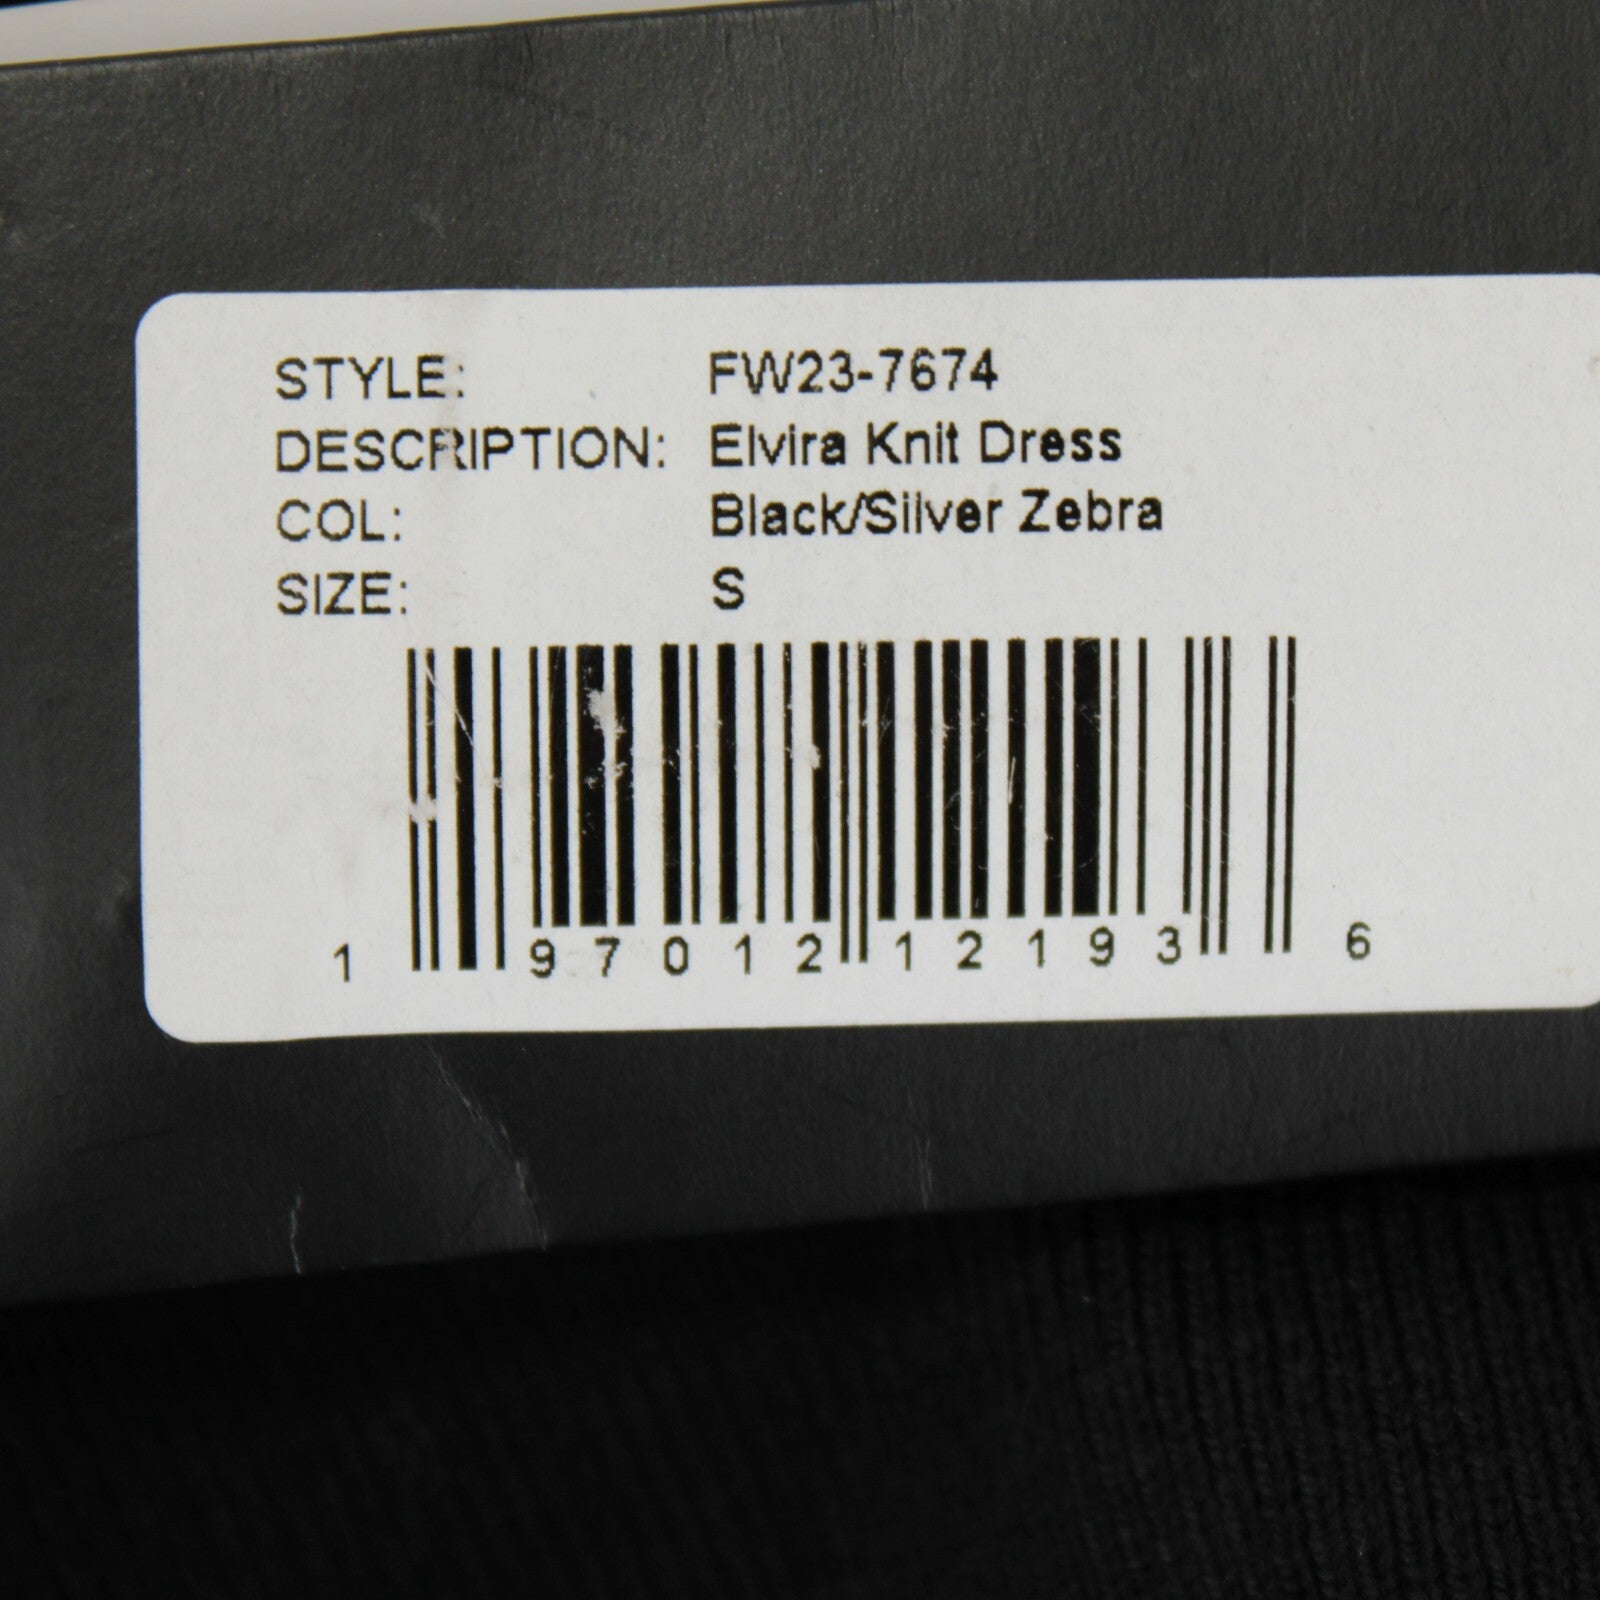 STYLE: FW23-7674
DESCRIPTION: Elvira Knit Dress
COL: Black/Silver Zebra
SIZE: S
1 97012 12193 6